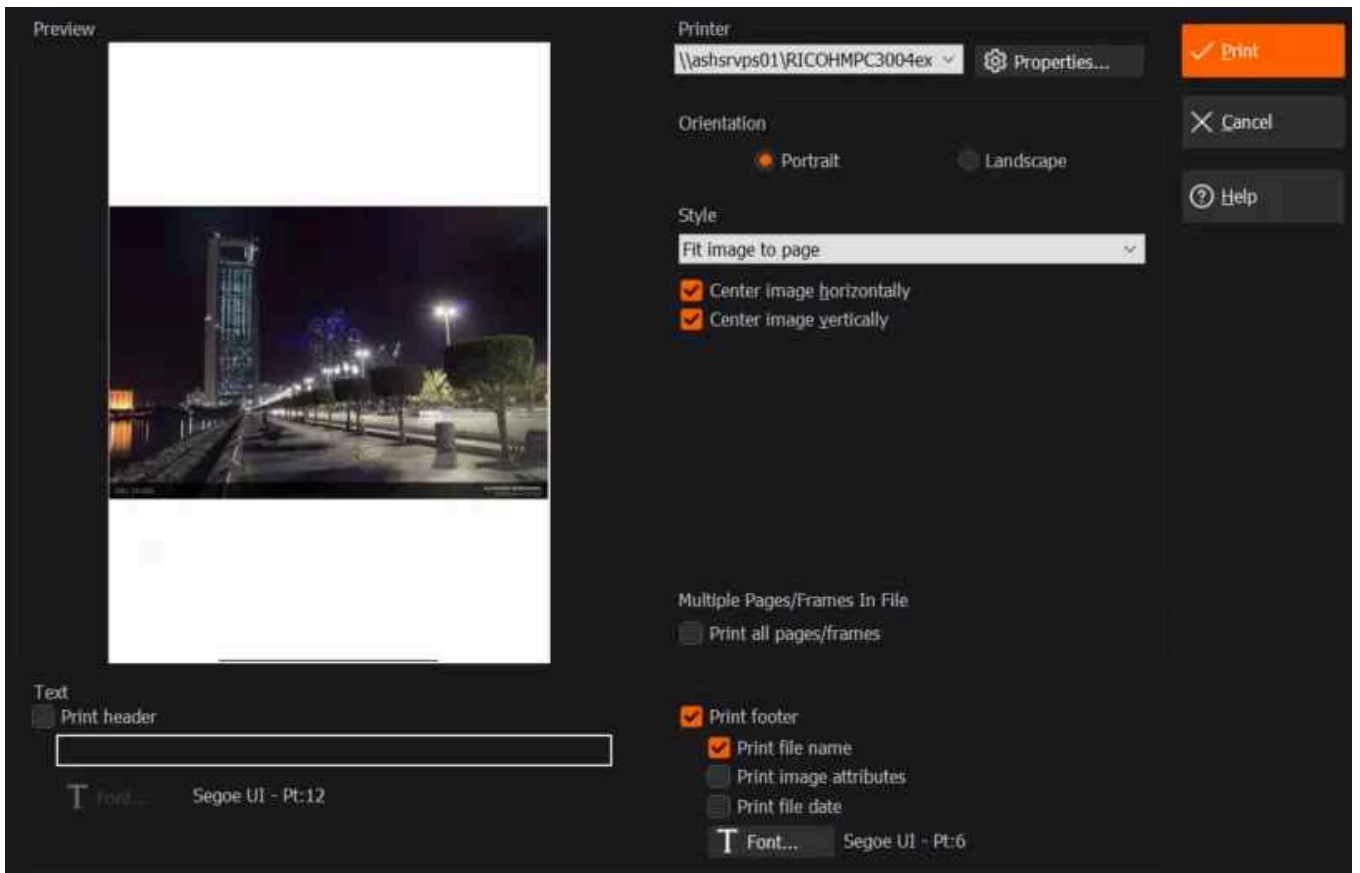 Preview
Printer
\\ashsrvps01\RICOHMPC3004ex
Properties...
Print
Cancel
Help
Orientation
Portrait
Landscape
Style
Fit image to page
Center image horizontally
Center image vertically
Multiple Pages/Frames In File
Print all pages/frames
Text
Print header
Font...
Segoe UI - Pt:12
Print footer
Print file name
Print image attributes
Print file date
Font...
Segoe UI - Pt:6